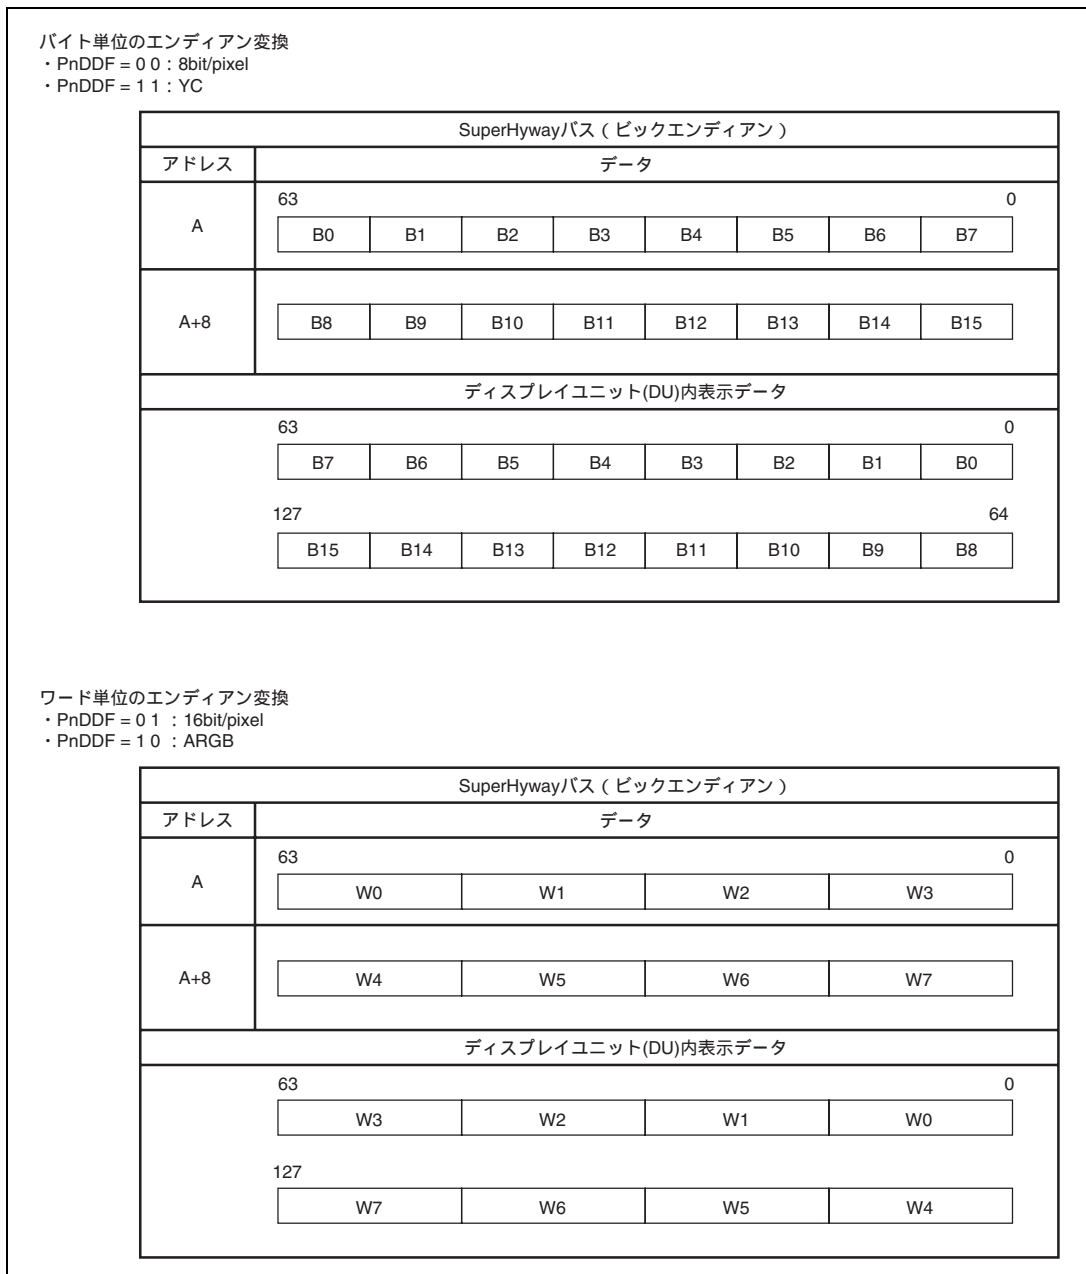 バイト単位のエンディアン変換
・PnDDF = 0 0 : 8bit/pixel
・PnDDF = 1 1 : YC
SuperHywayバス ( ビックエンディアン )
アドレス データ
63 0
A B0 B1 B2 B3 B4 B5 B6 B7
A+8 B8 B9 B10 B11 B12 B13 B14 B15
ディスプレイユニット(DU)内表示データ
63 0
B7 B6 B5 B4 B3 B2 B1 B0
127 64
B15 B14 B13 B12 B11 B10 B9 B8
ワード単位のエンディアン変換
・PnDDF = 0 1 : 16bit/pixel
・PnDDF = 1 0 : ARGB
SuperHywayバス ( ビックエンディアン )
アドレス データ
63 0
A W0 W1 W2 W3
A+8 W4 W5 W6 W7
ディスプレイユニット(DU)内表示データ
63 0
W3 W2 W1 W0
127
W7 W6 W5 W4